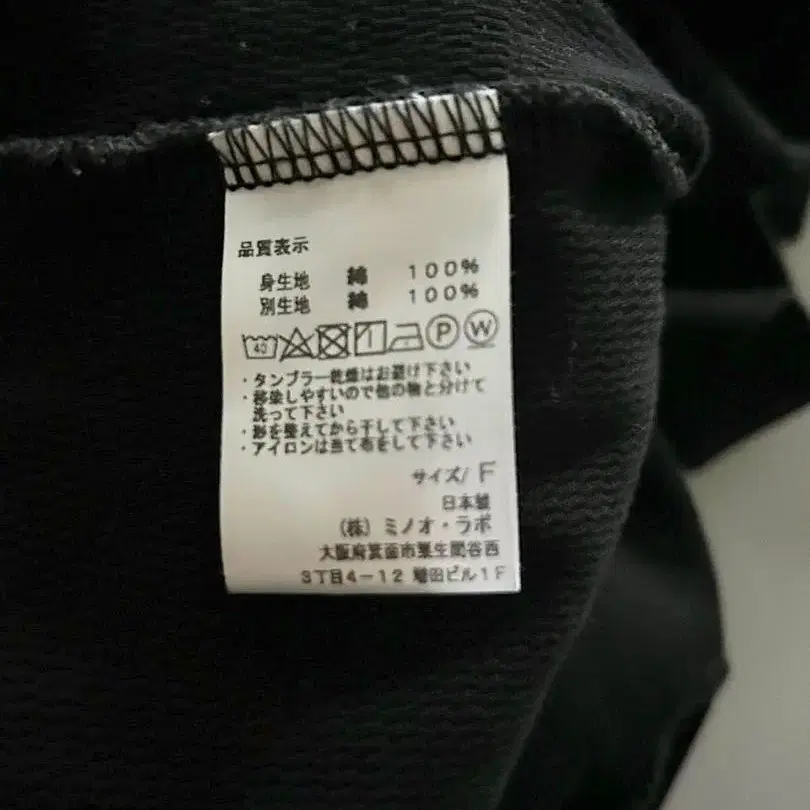 品質表示
身生地 綿 100%
別生地 綿 100%
40 P W
・タンブラー乾燥はお避け下さい
・移染しやすいので他の物と分けて
洗って下さい
・形を整えてから干して下さい
・アイロンは当て布をして下さい
サイズ/ F
日本製
(株) ミノオ・ラボ
大阪府箕面市粟生間谷西
3丁目4-12 増田ビル1F